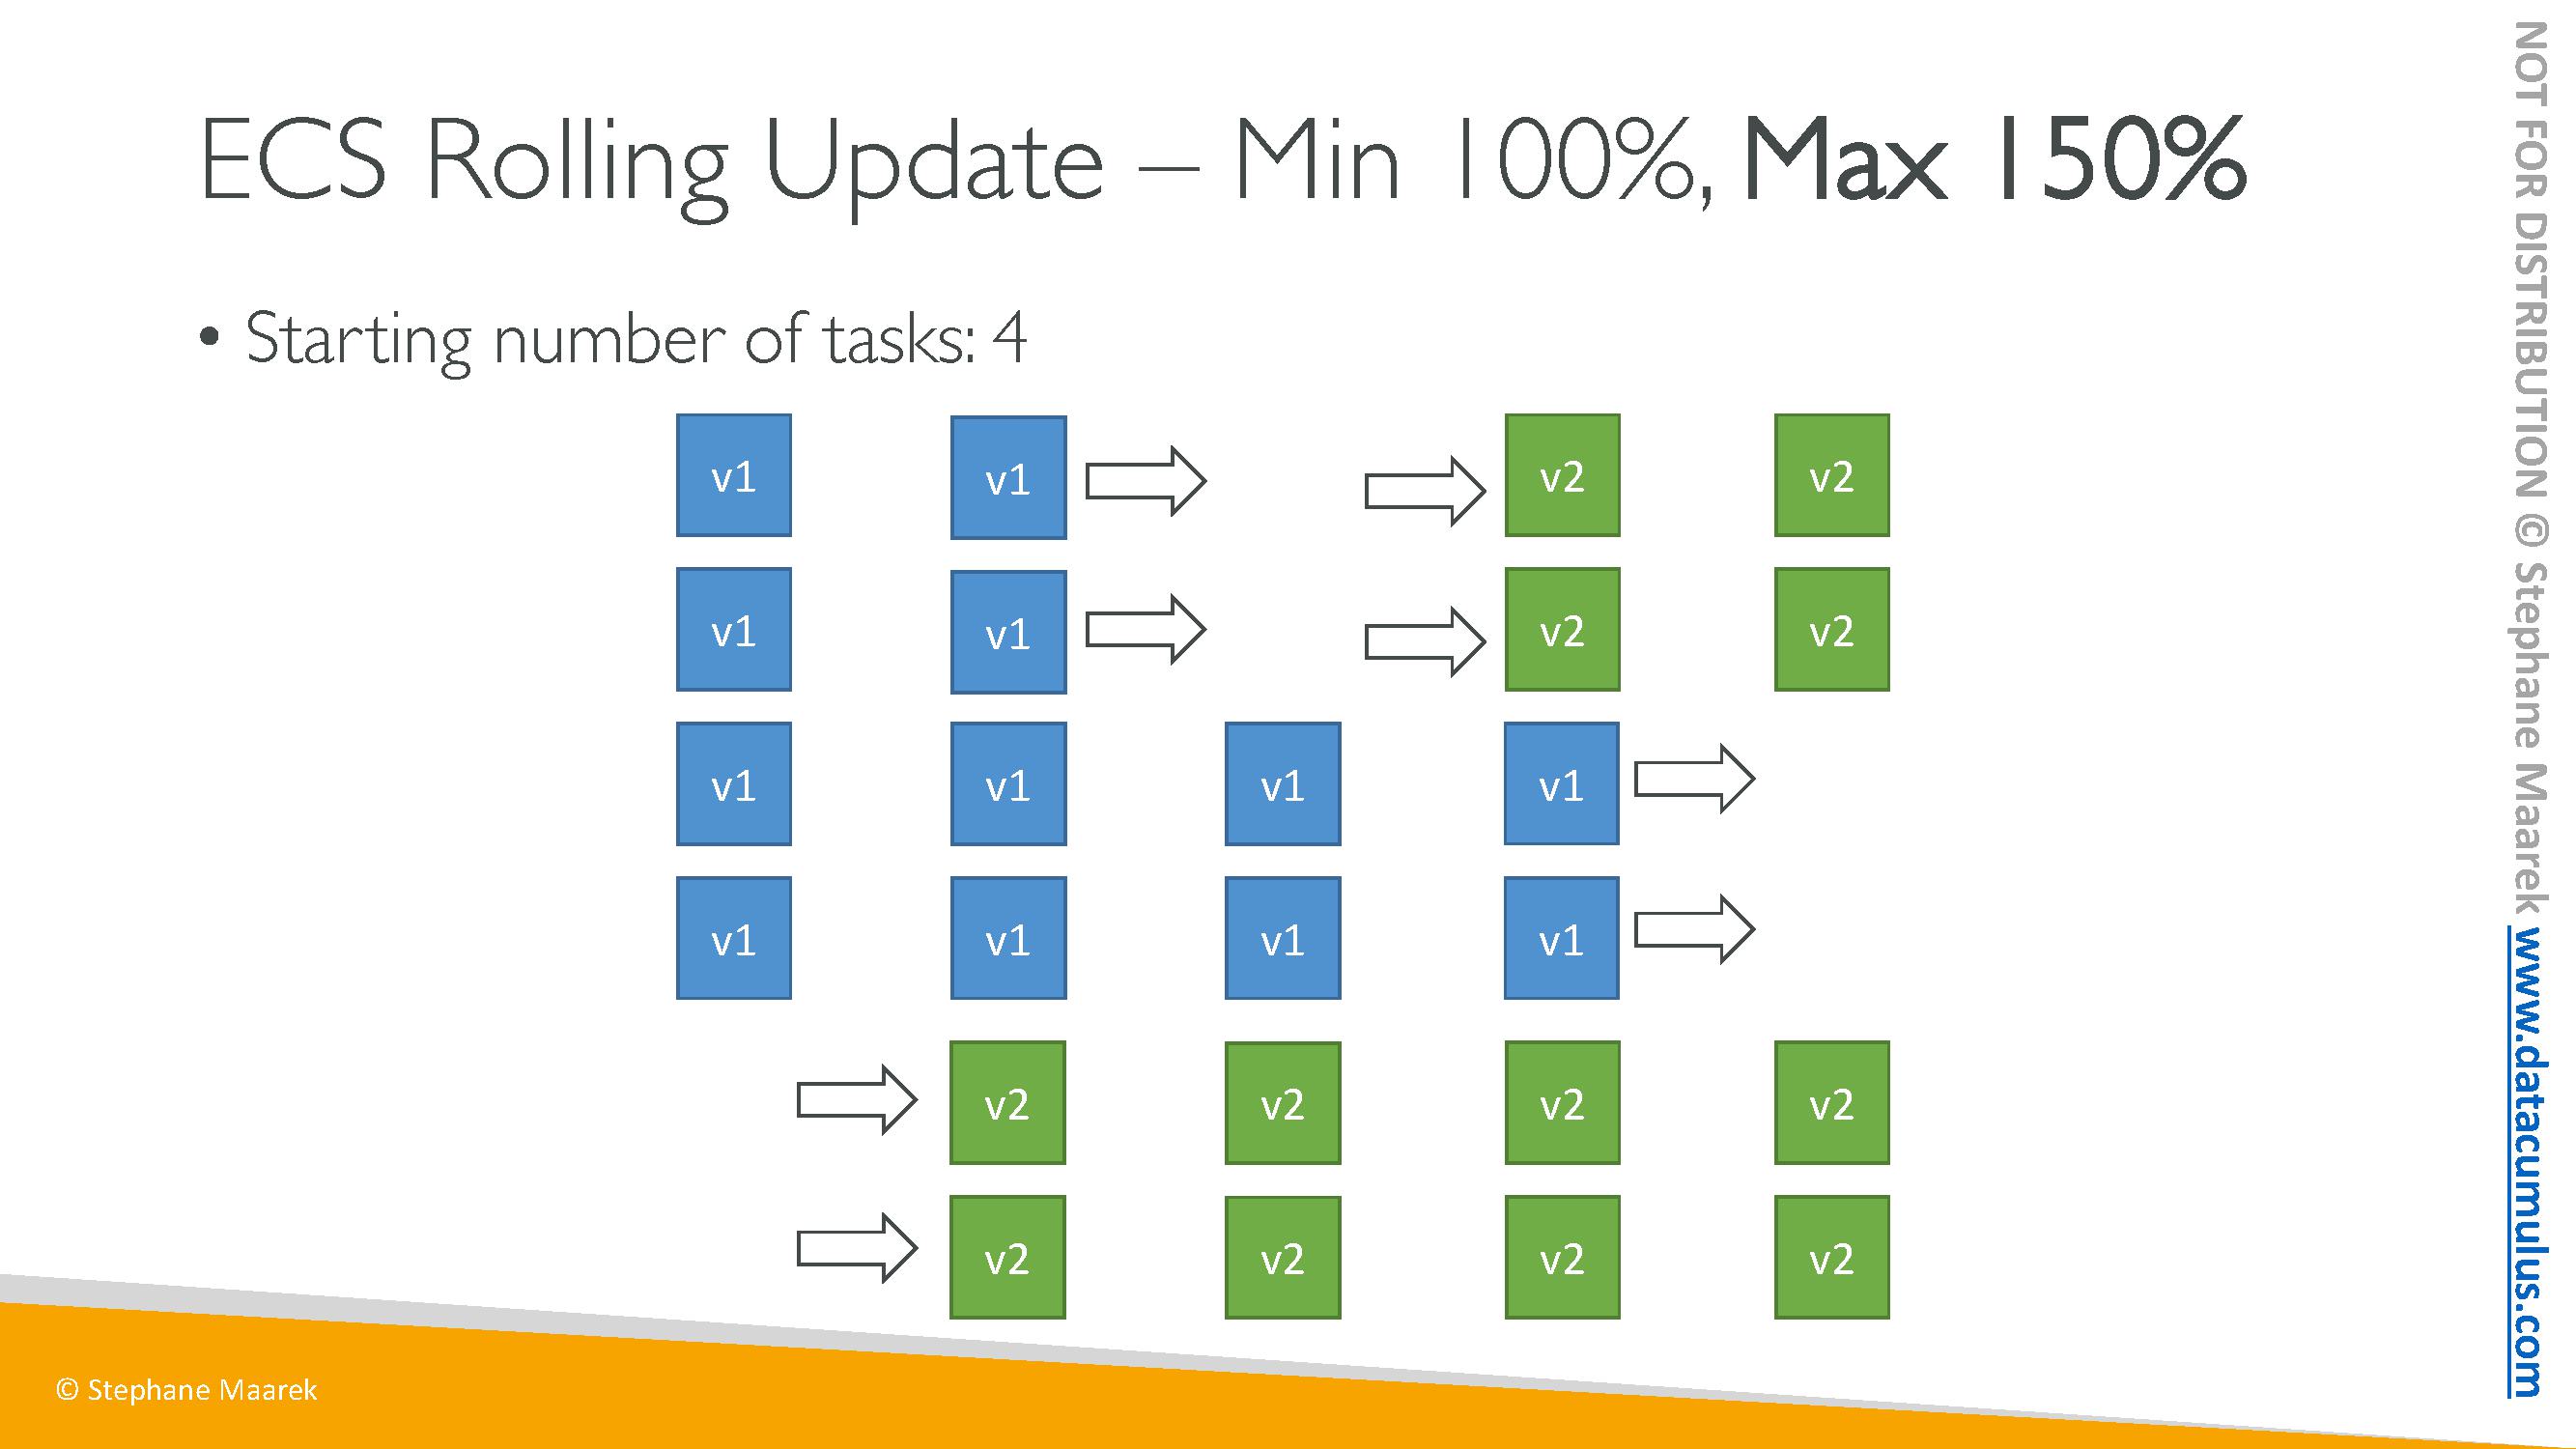 ECS Rolling Update – Min 100%, Max 150%
• Starting number of tasks: 4
v1 v1 v2 v2
v1 v1 v2 v2
v1 v1 v1 v1
v1 v1 v1 v1
v2 v2 v2 v2
v2 v2 v2 v2
© Stephane Maarek
NOT FOR DISTRIBUTION © Stephane Maarek www.datacumulus.com